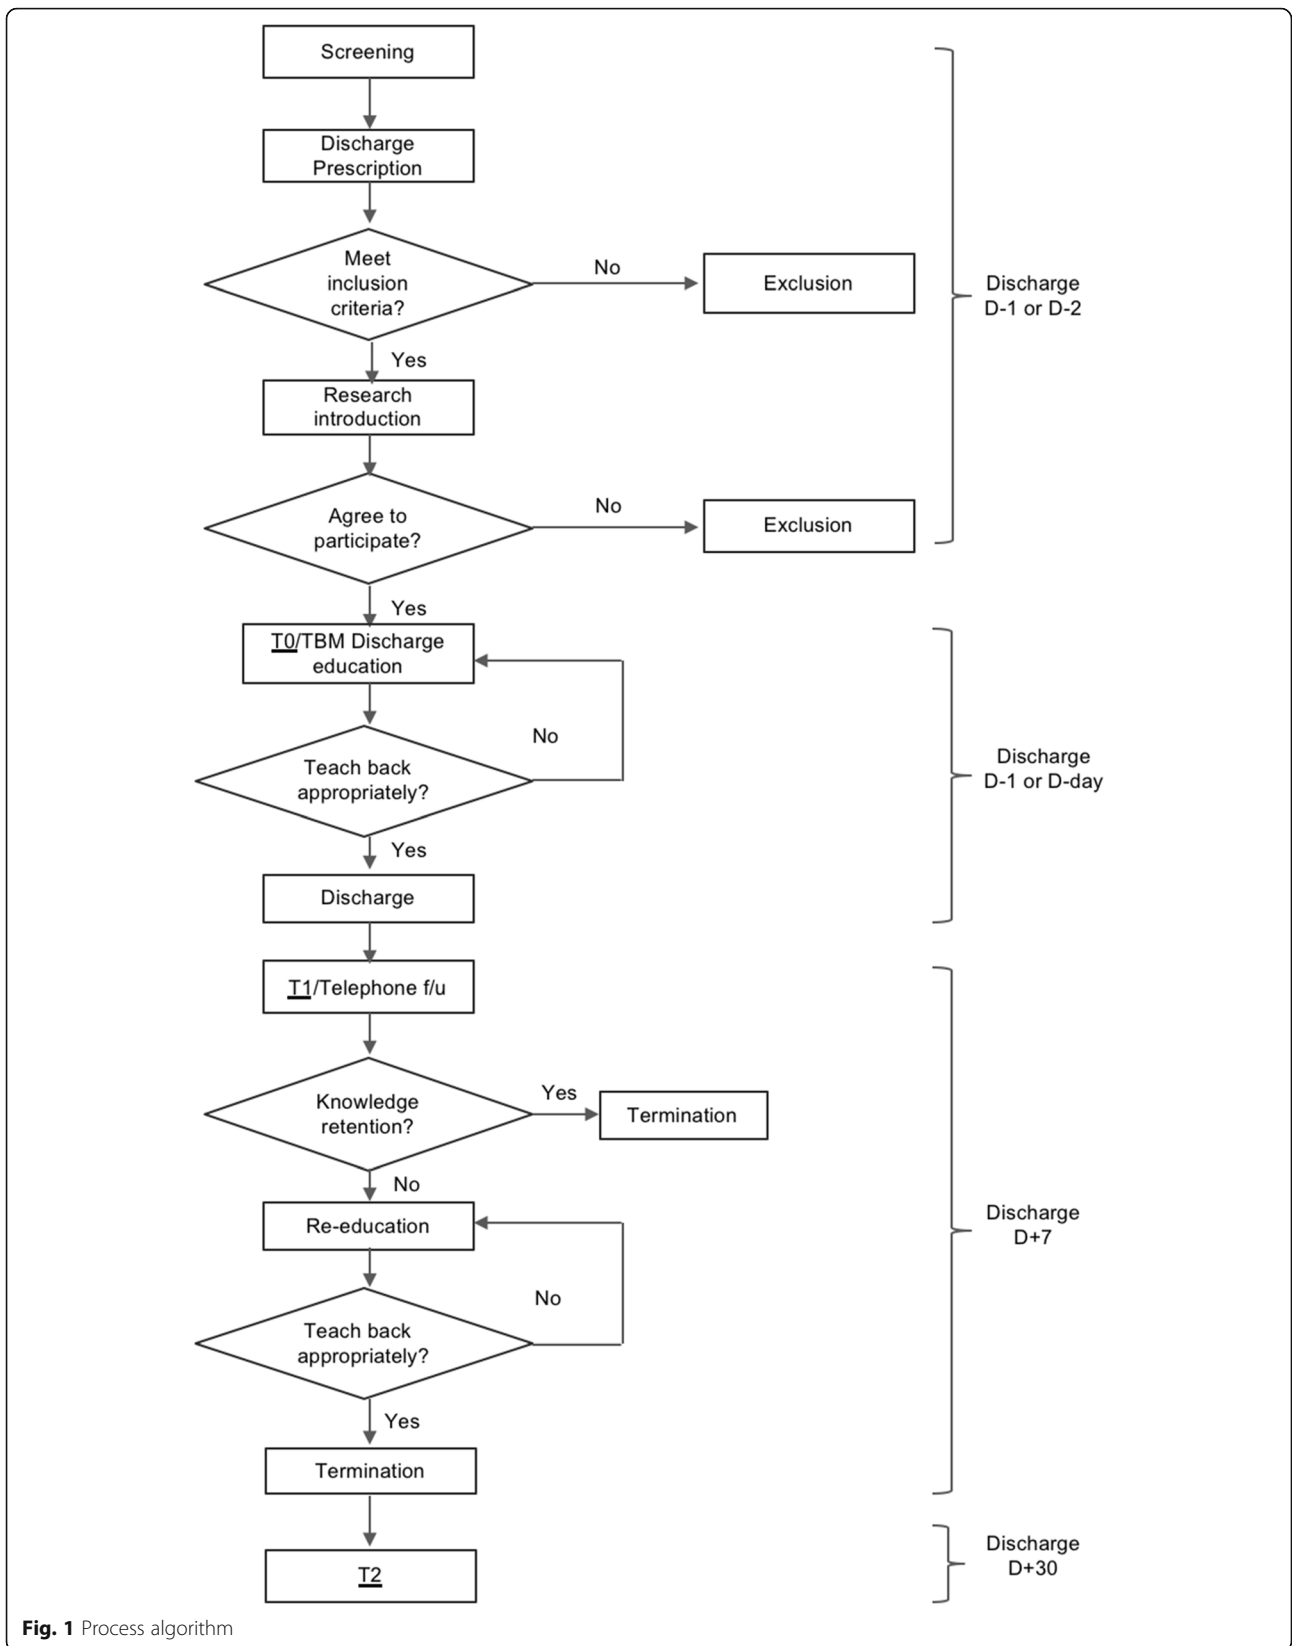 Screening
Discharge
Prescription
Meet
inclusion
criteria?
No
Exclusion
Discharge
D-1 or D-2
Yes
Research
introduction
Agree to
participate?
No
Exclusion
Yes
T0/TBM Discharge
education
No
Teach back
appropriately?
Discharge
D-1 or D-day
Yes
Discharge
T1/Telephone f/u
Knowledge
retention?
Yes
Termination
No
Re-education
Discharge
D+7
No
Teach back
appropriately?
Yes
Termination
T2
Discharge
D+30
Fig. 1 Process algorithm